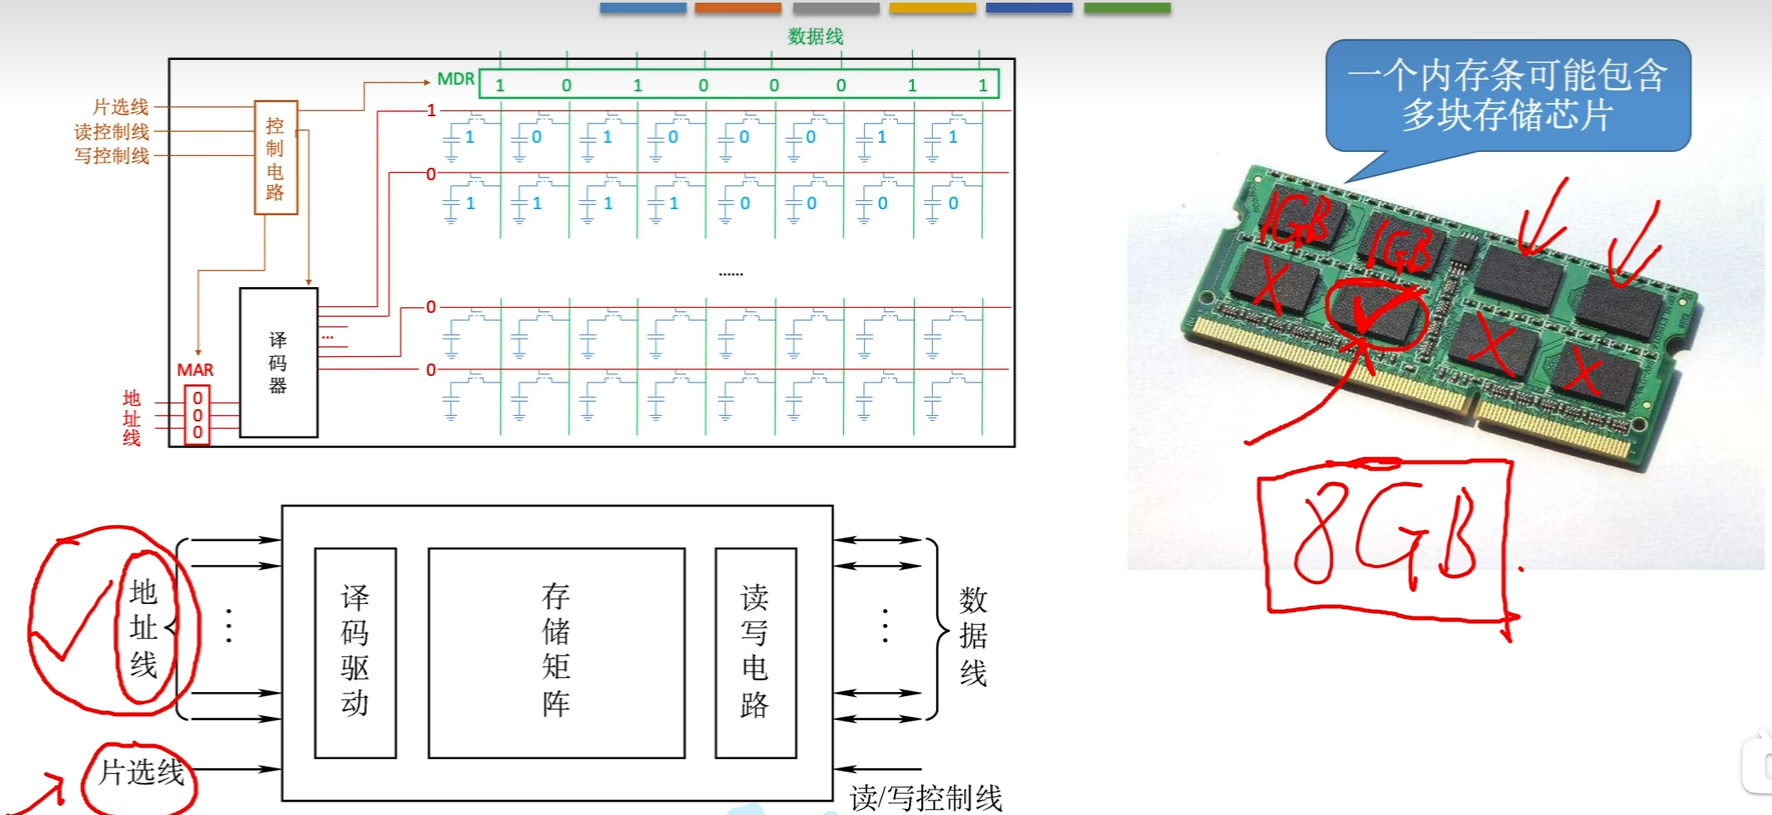 数据线
MDR 1 0 1 0 0 0 1 1
片选线
读控制线
写控制线
控制电路
1
1 0 1 0 0 0 1 1
0
1 1 1 1 0 0 0 0
......
0
0
译码器
...
MAR
地址线
0
0
0
一个内存条可能包含
多块存储芯片
1GB
1GB
8GB
地址线
译码驱动
存储矩阵
读写电路
数据线
片选线
读/写控制线